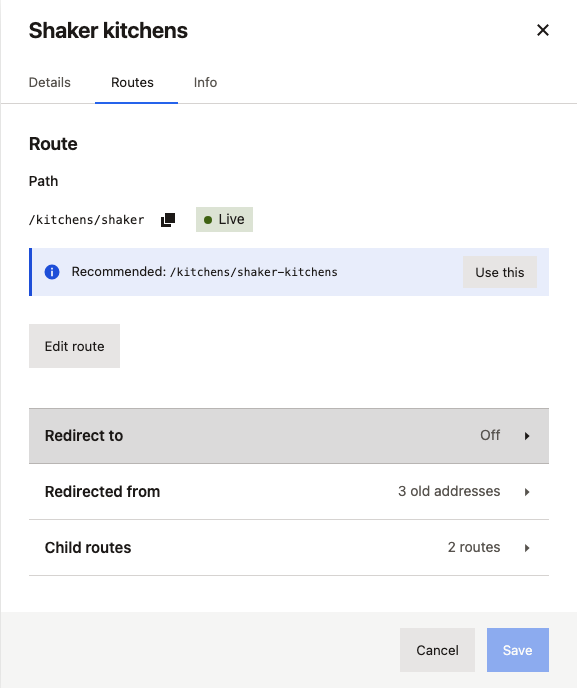 Shaker kitchens
Details Routes Info
Route
Path
/kitchens/shaker Live
Recommended: /kitchens/shaker-kitchens Use this
Edit route
Redirect to Off
Redirected from 3 old addresses
Child routes 2 routes
Cancel Save